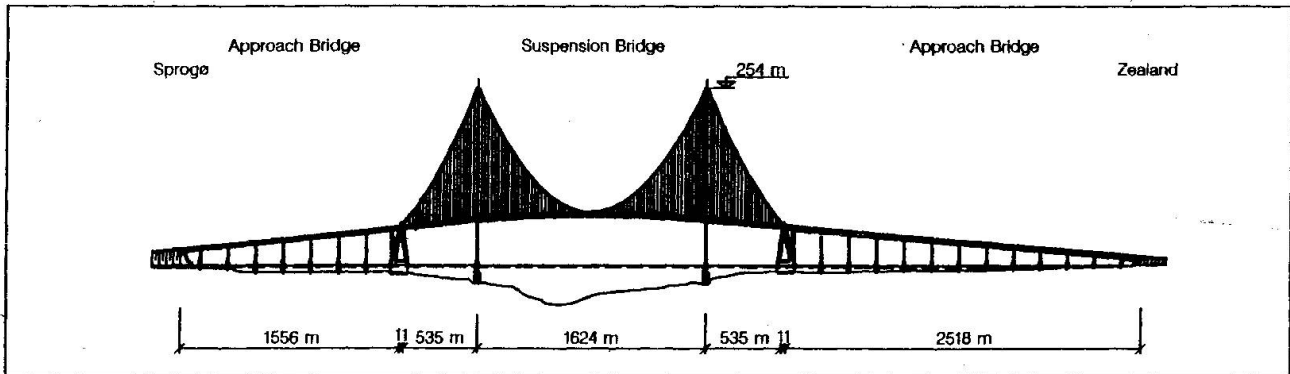 Approach Bridge Suspension Bridge Approach Bridge
Sprogø 254 m Zealand
1556 m 11 535 m 1624 m 535 m 11 2518 m